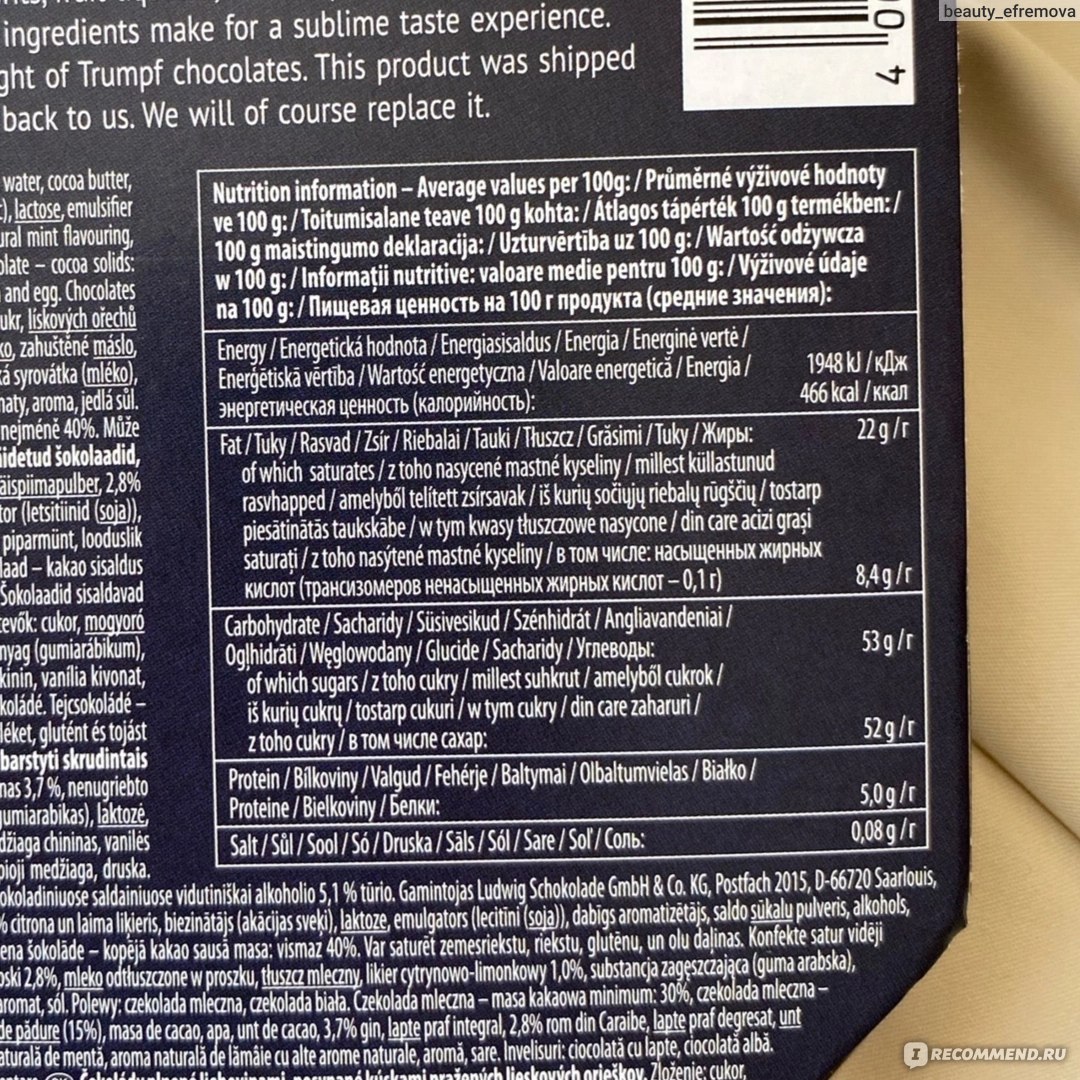 beauty_efremova
ingredients make for a sublime taste experience.
ght of Trumpf chocolates. This product was shipped
back to us. We will of course replace it.
4 00
water, cocoa butter,
), lactose, emulsifier
ural mint flavouring,
olate – cocoa solids:
and egg. Chocolates
ukr, lískových ořechů
ko, zahuštěné máslo,
ká syrovátka (mléko),
naty, aroma, jedlá sůl.
nejméně 40%. Může
idetud šokolaadid,
äispiimapulber, 2,8%
tor (letsitiinid (soja)),
piparmünt, looduslik
laad – kakao sisaldus
Šokolaadid sisaldavad
evők: cukor, mogyoró
nyag (gumiarábikum),
kinin, vanília kivonat,
koládé. Tejcsokoládé –
léket, glutént és tojást
barstyti skrudintais
nas 3,7 %, nenugriebto
gumiarabikas), laktozė,
džiaga chininas, vanilės
oioji medžiaga, druska.
Nutrition information – Average values per 100g: / Průměrné výživové hodnoty
ve 100 g: / Toitumisalane teave 100 g kohta: / Átlagos tápérték 100 g termékben: /
100 g maistingumo deklaracija: / Uzturvērtība uz 100 g: / Wartość odżywcza
w 100 g: / Informații nutritive: valoare medie pentru 100 g: / Výživové údaje
na 100 g: / Пищевая ценность на 100 г продукта (средние значения):
Energy / Energetická hodnota / Energiasisaldus / Energia / Energinė vertė /
Enerģētiskā vērtība / Wartość energetyczna / Valoare energetică / Energia /
энергетическая ценность (калорийность):
1948 kJ / кДж
466 kcal / ккал
Fat / Tuky / Rasvad / Zsír / Riebalai / Tauki / Tłuszcz / Grăsimi / Tuky / Жиры: 22 g / г
of which saturates / z toho nasycené mastné kyseliny / millest küllastunud
rasvhapped / amelyből telített zsírsavak / iš kurių sočiųjų riebalų rūgščių / tostarp
piesātinātās taukskābe / w tym kwasy tłuszczowe nasycone / din care acizi grași
saturați / z toho nasýtené mastné kyseliny / в том числе: насыщенных жирных
кислот (трансизомеров ненасыщенных жирных кислот – 0,1 г) 8,4 g / г
Carbohydrate / Sacharidy / Süsivesikud / Szénhidrát / Angliavandeniai /
Ogļhidrāti / Węglowodany / Glucide / Sacharidy / Углеводы: 53 g / г
of which sugars / z toho cukry / millest suhkrut / amelyből cukrok /
iš kurių cukrų / tostarp cukuri / w tym cukry / din care zaharuri /
z toho cukry / в том числе сахар: 52 g / г
Protein / Bílkoviny / Valgud / Fehérje / Baltymai / Olbaltumvielas / Białko /
Proteine / Bielkoviny / Белки: 5,0 g / г
Salt / Sůl / Sool / Só / Druska / Sāls / Sól / Sare / Soľ / Соль: 0,08 g / г
okoladiniuose saldainiuose vidutiniškai alkoholio 5,1 % tūrio. Gamintojas Ludwig Schokolade GmbH & Co. KG, Postfach 2015, D-66720 Saarlouis,
% citrona un laima liķieris, biezinātājs (akācijas sveķi), laktoze, emulgators (lecitīni (soja)), dabīgs aromatizētājs, saldo sūkalu pulveris, alkohols,
ena šokolāde – kopējā kakao sausā masa: vismaz 40%. Var saturēt zemesriekstu, riekstu, glutēnu, un olu daļinas. Konfekte satur vidēji
oski 2,8%, mleko odtłuszczone w proszku, tłuszcz mleczny, likier cytrynowo-limonkowy 1,0%, substancja zagęszczająca (guma arabska),
aromat, sól. Polewy: czekolada mleczna, czekolada biała. Czekolada mleczna – masa kakaowa minimum: 30%, czekolada mleczna –
de pădure (15%), masa de cacao, apa, unt de cacao, 3,7% gin, lapte praf integral, 2,8% rom din Caraibe, lapte praf degresat, unt
aturală de mentă, aroma naturală de lămâie cu alte arome naturale, aromă, sare. Invelisuri: ciocolată cu lapte, ciocolată albă.
Zloženie: cukor,
IRECOMMEND.RU